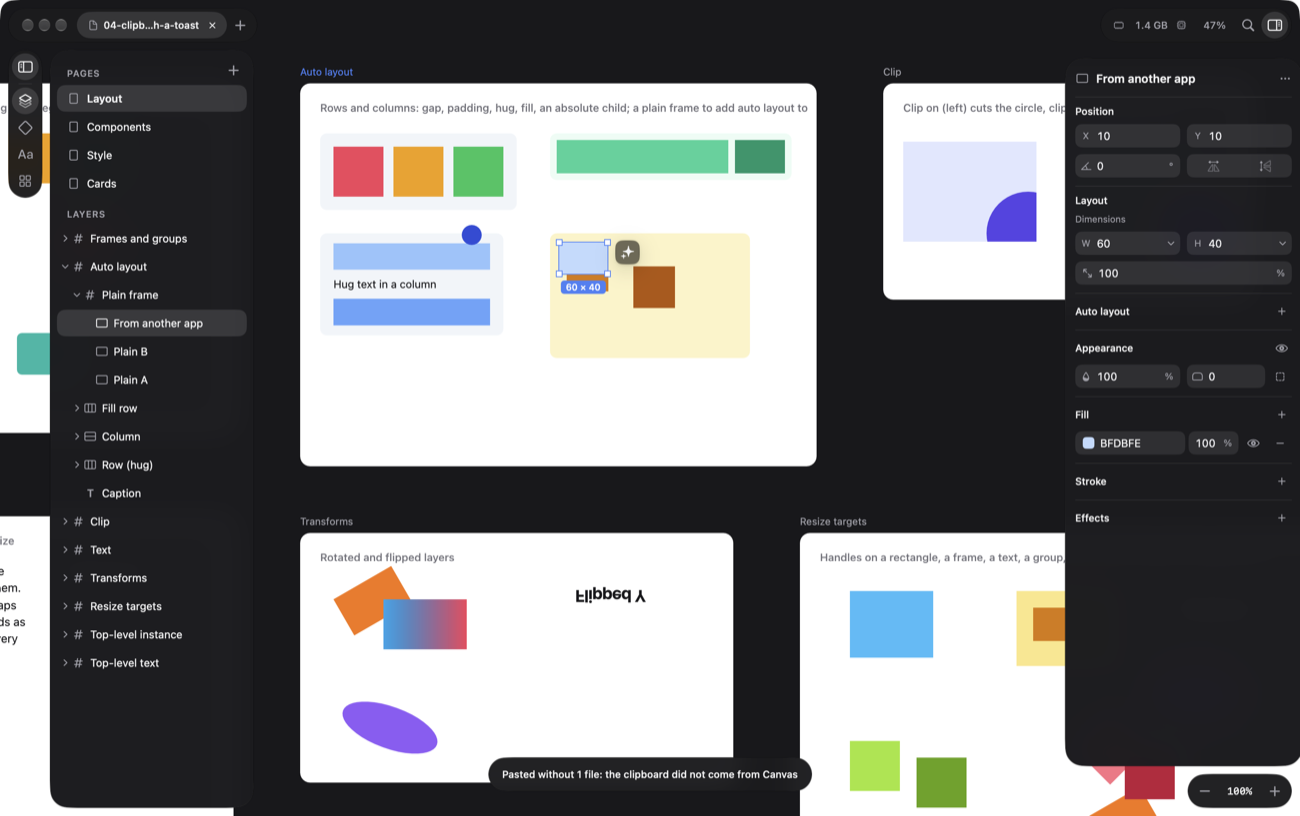 04-clipb...h-a-toast
1.4 GB
47%
PAGES
Layout
Components
Style
Cards
LAYERS
Frames and groups
Auto layout
Plain frame
From another app
Plain B
Plain A
Fill row
Column
Row (hug)
Caption
Clip
Text
Transforms
Resize targets
Top-level instance
Top-level text
Aa
Auto layout
Rows and columns: gap, padding, hug, fill, an absolute child; a plain frame to add auto layout to
Hug text in a column
60 × 40
Clip
Clip on (left) cuts the circle, clip
Transforms
Rotated and flipped layers
Flipped Y
Resize targets
Handles on a rectangle, a frame, a text, a group,
Pasted without 1 file: the clipboard did not come from Canvas
From another app
Position
X 10
Y 10
0 °
Layout
Dimensions
W 60
H 40
100 %
Auto layout
Appearance
100 %
0
Fill
BFDBFE
100 %
Stroke
Effects
100%